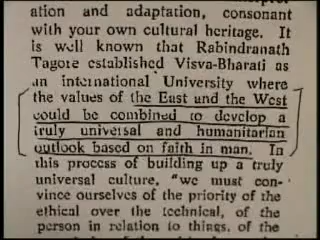 ation and adaptation, consonant
with your own cultural heritage. It
is well known that Rabindranath
Tagore established Visva-Bharati as
an international University where
the values of the East and the West
could be combined to develop a
truly universal and humanitarian
outlook based on faith in man. In
this process of building up a truly
universal culture, "we must con-
vince ourselves of the priority of the
ethical over the technical, of the
person in relation to things, of the